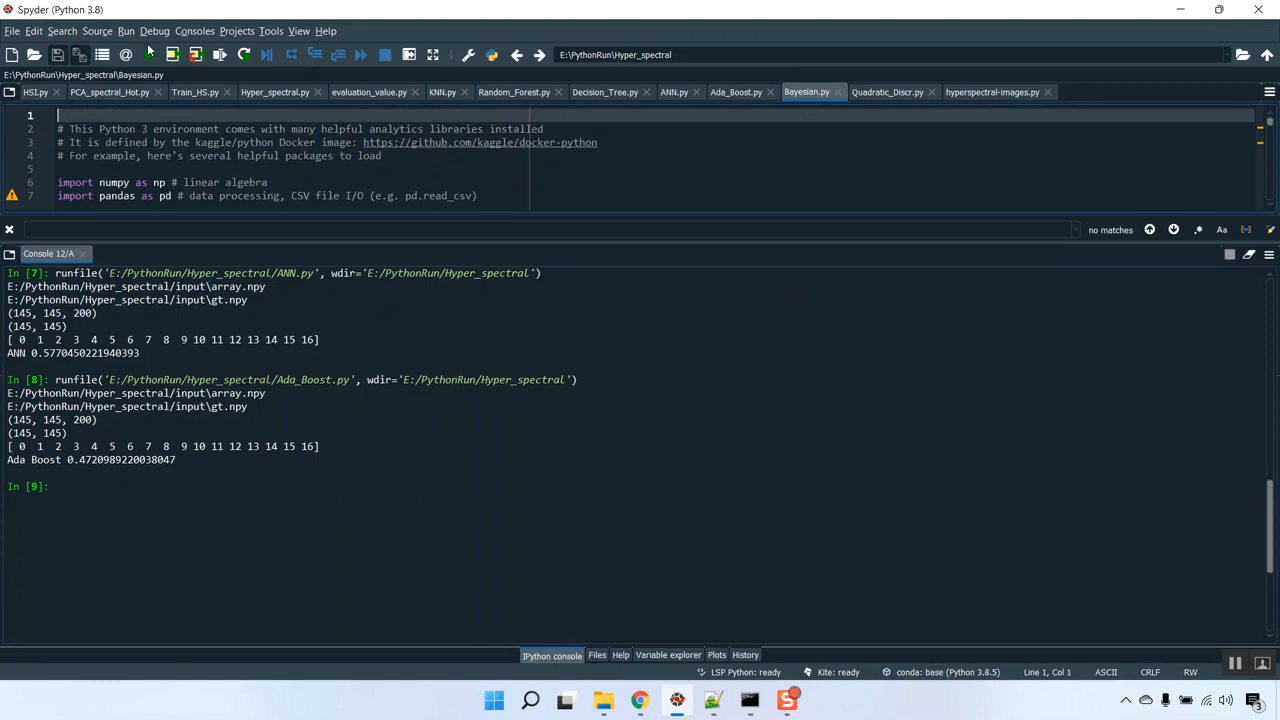 Spyder (Python 3.8)
File Edit Search Source Run Debug Consoles Projects Tools View Help
E:\PythonRun\Hyper_spectral
E:\PythonRun\Hyper_spectral\Bayesian.py
HSI.py PCA_spectral_Hot.py Train_HS.py Hyper_spectral.py evaluation_value.py KNN.py Random_Forest.py Decision_Tree.py ANN.py Ada_Boost.py Bayesian.py Quadratic_Discr.py hyperspectral-images.py
1
2 # This Python 3 environment comes with many helpful analytics libraries installed
3 # It is defined by the kaggle/python Docker image: https://github.com/kaggle/docker-python
4 # For example, here's several helpful packages to load
5
6 import numpy as np # linear algebra
7 import pandas as pd # data processing, CSV file I/O (e.g. pd.read_csv)
no matches .* Aa
Console 12/A
In [7]: runfile('E:/PythonRun/Hyper_spectral/ANN.py', wdir='E:/PythonRun/Hyper_spectral')
E:/PythonRun/Hyper_spectral/input\array.npy
E:/PythonRun/Hyper_spectral/input\gt.npy
(145, 145, 200)
(145, 145)
[ 0 1 2 3 4 5 6 7 8 9 10 11 12 13 14 15 16]
ANN 0.5770450221940393
In [8]: runfile('E:/PythonRun/Hyper_spectral/Ada_Boost.py', wdir='E:/PythonRun/Hyper_spectral')
E:/PythonRun/Hyper_spectral/input\array.npy
E:/PythonRun/Hyper_spectral/input\gt.npy
(145, 145, 200)
(145, 145)
[ 0 1 2 3 4 5 6 7 8 9 10 11 12 13 14 15 16]
Ada Boost 0.4720989220038047
In [9]:
IPython console Files Help Variable explorer Plots History
LSP Python: ready Kite: ready conda: base (Python 3.8.5) Line 1, Col 1 ASCII CRLF RW